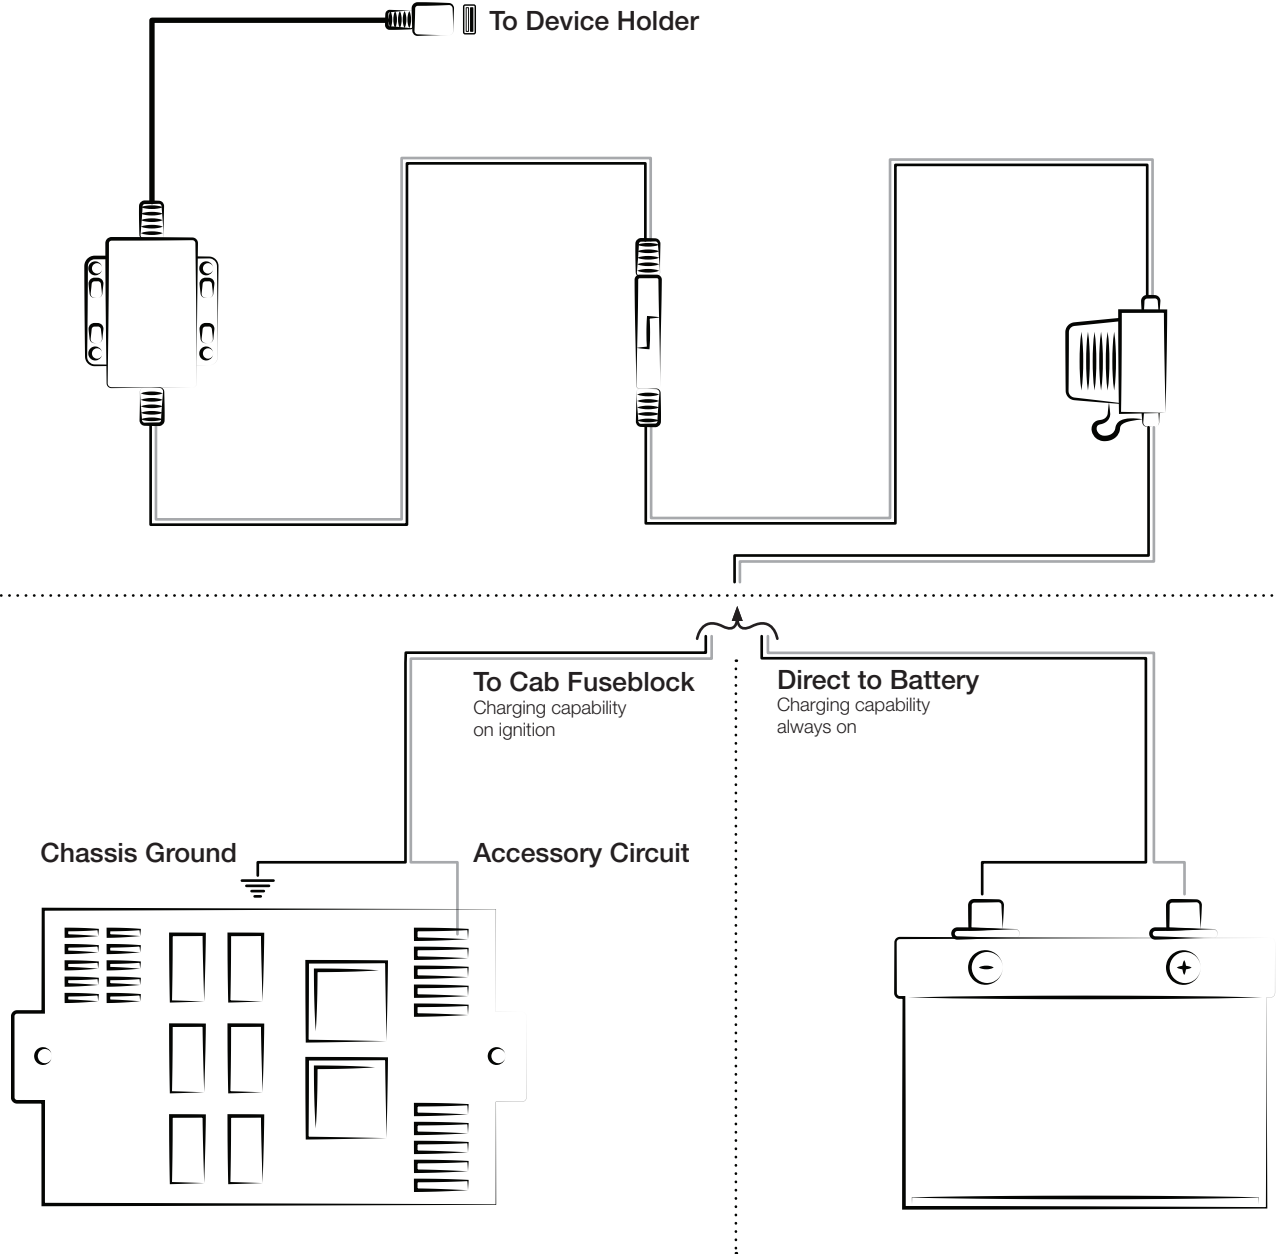 To Device Holder
To Cab Fuseblock
Charging capability
on ignition
Direct to Battery
Charging capability
always on
Chassis Ground
Accessory Circuit